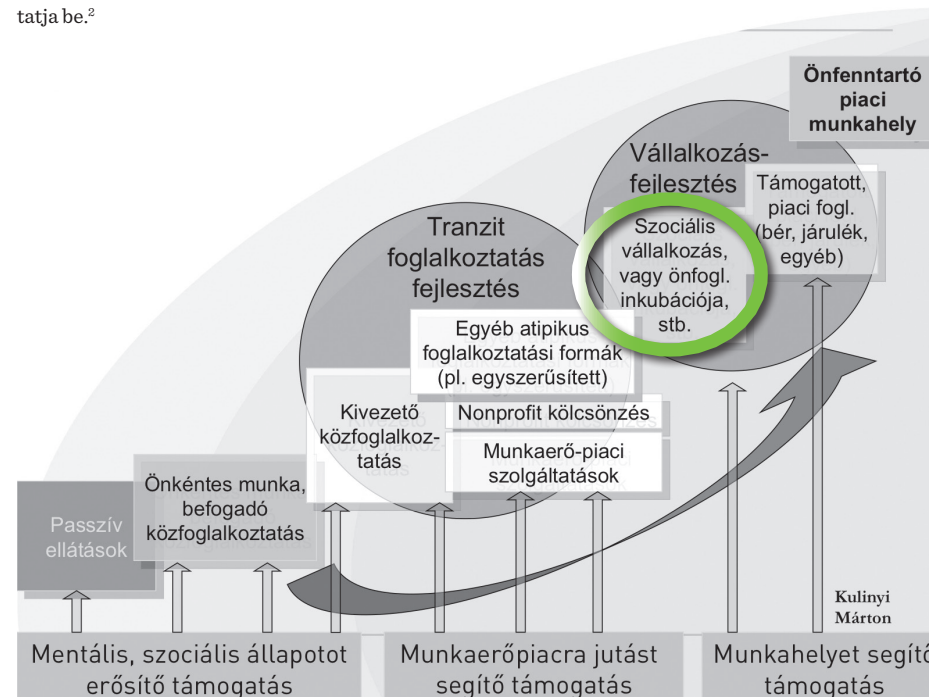 tatja be.²
Önfenntartó
piaci
munkahely
Vállalkozás-
fejlesztés
Támogatott,
piaci fogl.
(bér, járulék,
egyéb)
Szociális
vállalkozás,
vagy önfogl.
inkubációja,
stb.
Tranzit
foglalkoztatás
fejlesztés
Egyéb atipikus
foglalkoztatási formák
(pl. egyszerűsített)
Nonprofit kölcsönzés
Munkaerő-piaci
szolgáltatások
Kivezető
közfoglalkoz-
tatás
Önkéntes munka,
befogadó
közfoglalkoztatás
Passzív
ellátások
Kulinyi
Márton
Mentális, szociális állapotot
erősítő támogatás
Munkaerőpiacra jutást
segítő támogatás
Munkahelyet segítő
támogatás